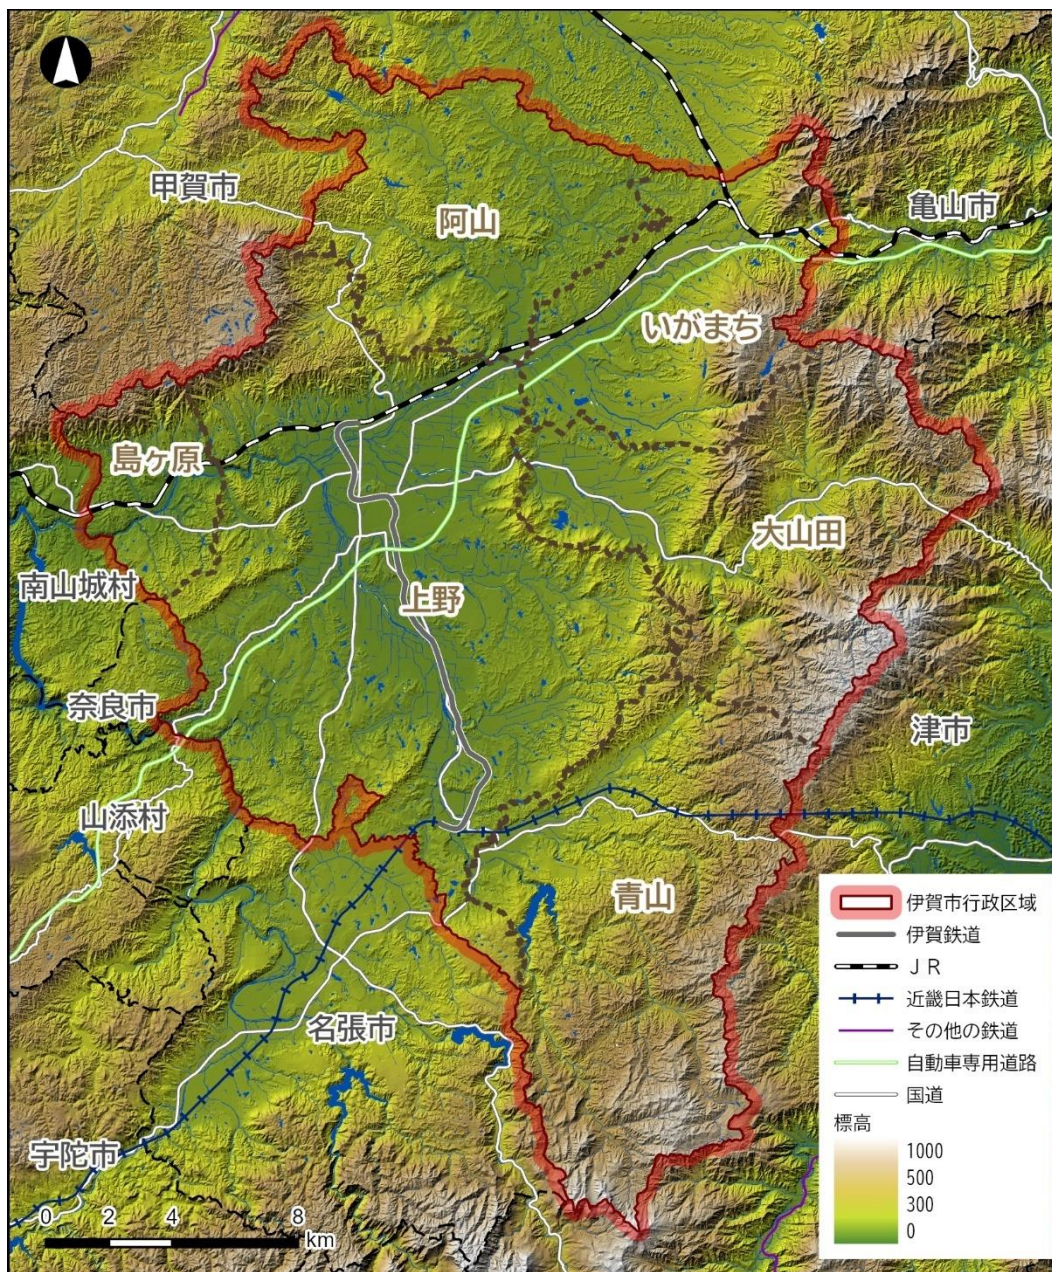 甲賀市
阿山
亀山市
いがまち
島ヶ原
大山田
南山城村
上野
奈良市
津市
山添村
青山
名張市
宇陀市
0 2 4 8
km
伊賀市行政区域
伊賀鉄道
ＪＲ
近畿日本鉄道
その他の鉄道
自動車専用道路
国道
標高
1000
500
300
0